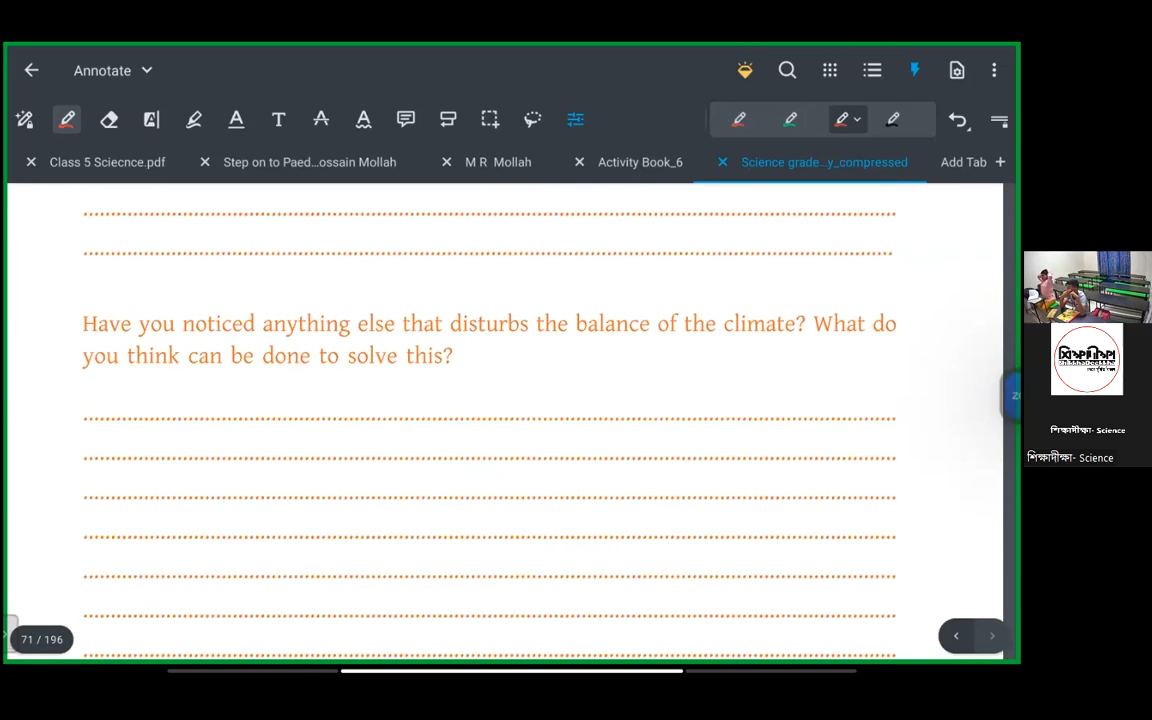 Annotate
Class 5 Sciecnce.pdf
Step on to Paed...ossain Mollah
M R Mollah
Activity Book_6
Science grade...y_compressed
Add Tab +
Have you noticed anything else that disturbs the balance of the climate? What do
you think can be done to solve this?
71 / 196
শিক্ষাদীক্ষা
শিক্ষাদীক্ষা- Science
শিক্ষাদীক্ষা- Science